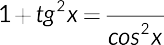 1 + tg²x = ―/cos²x